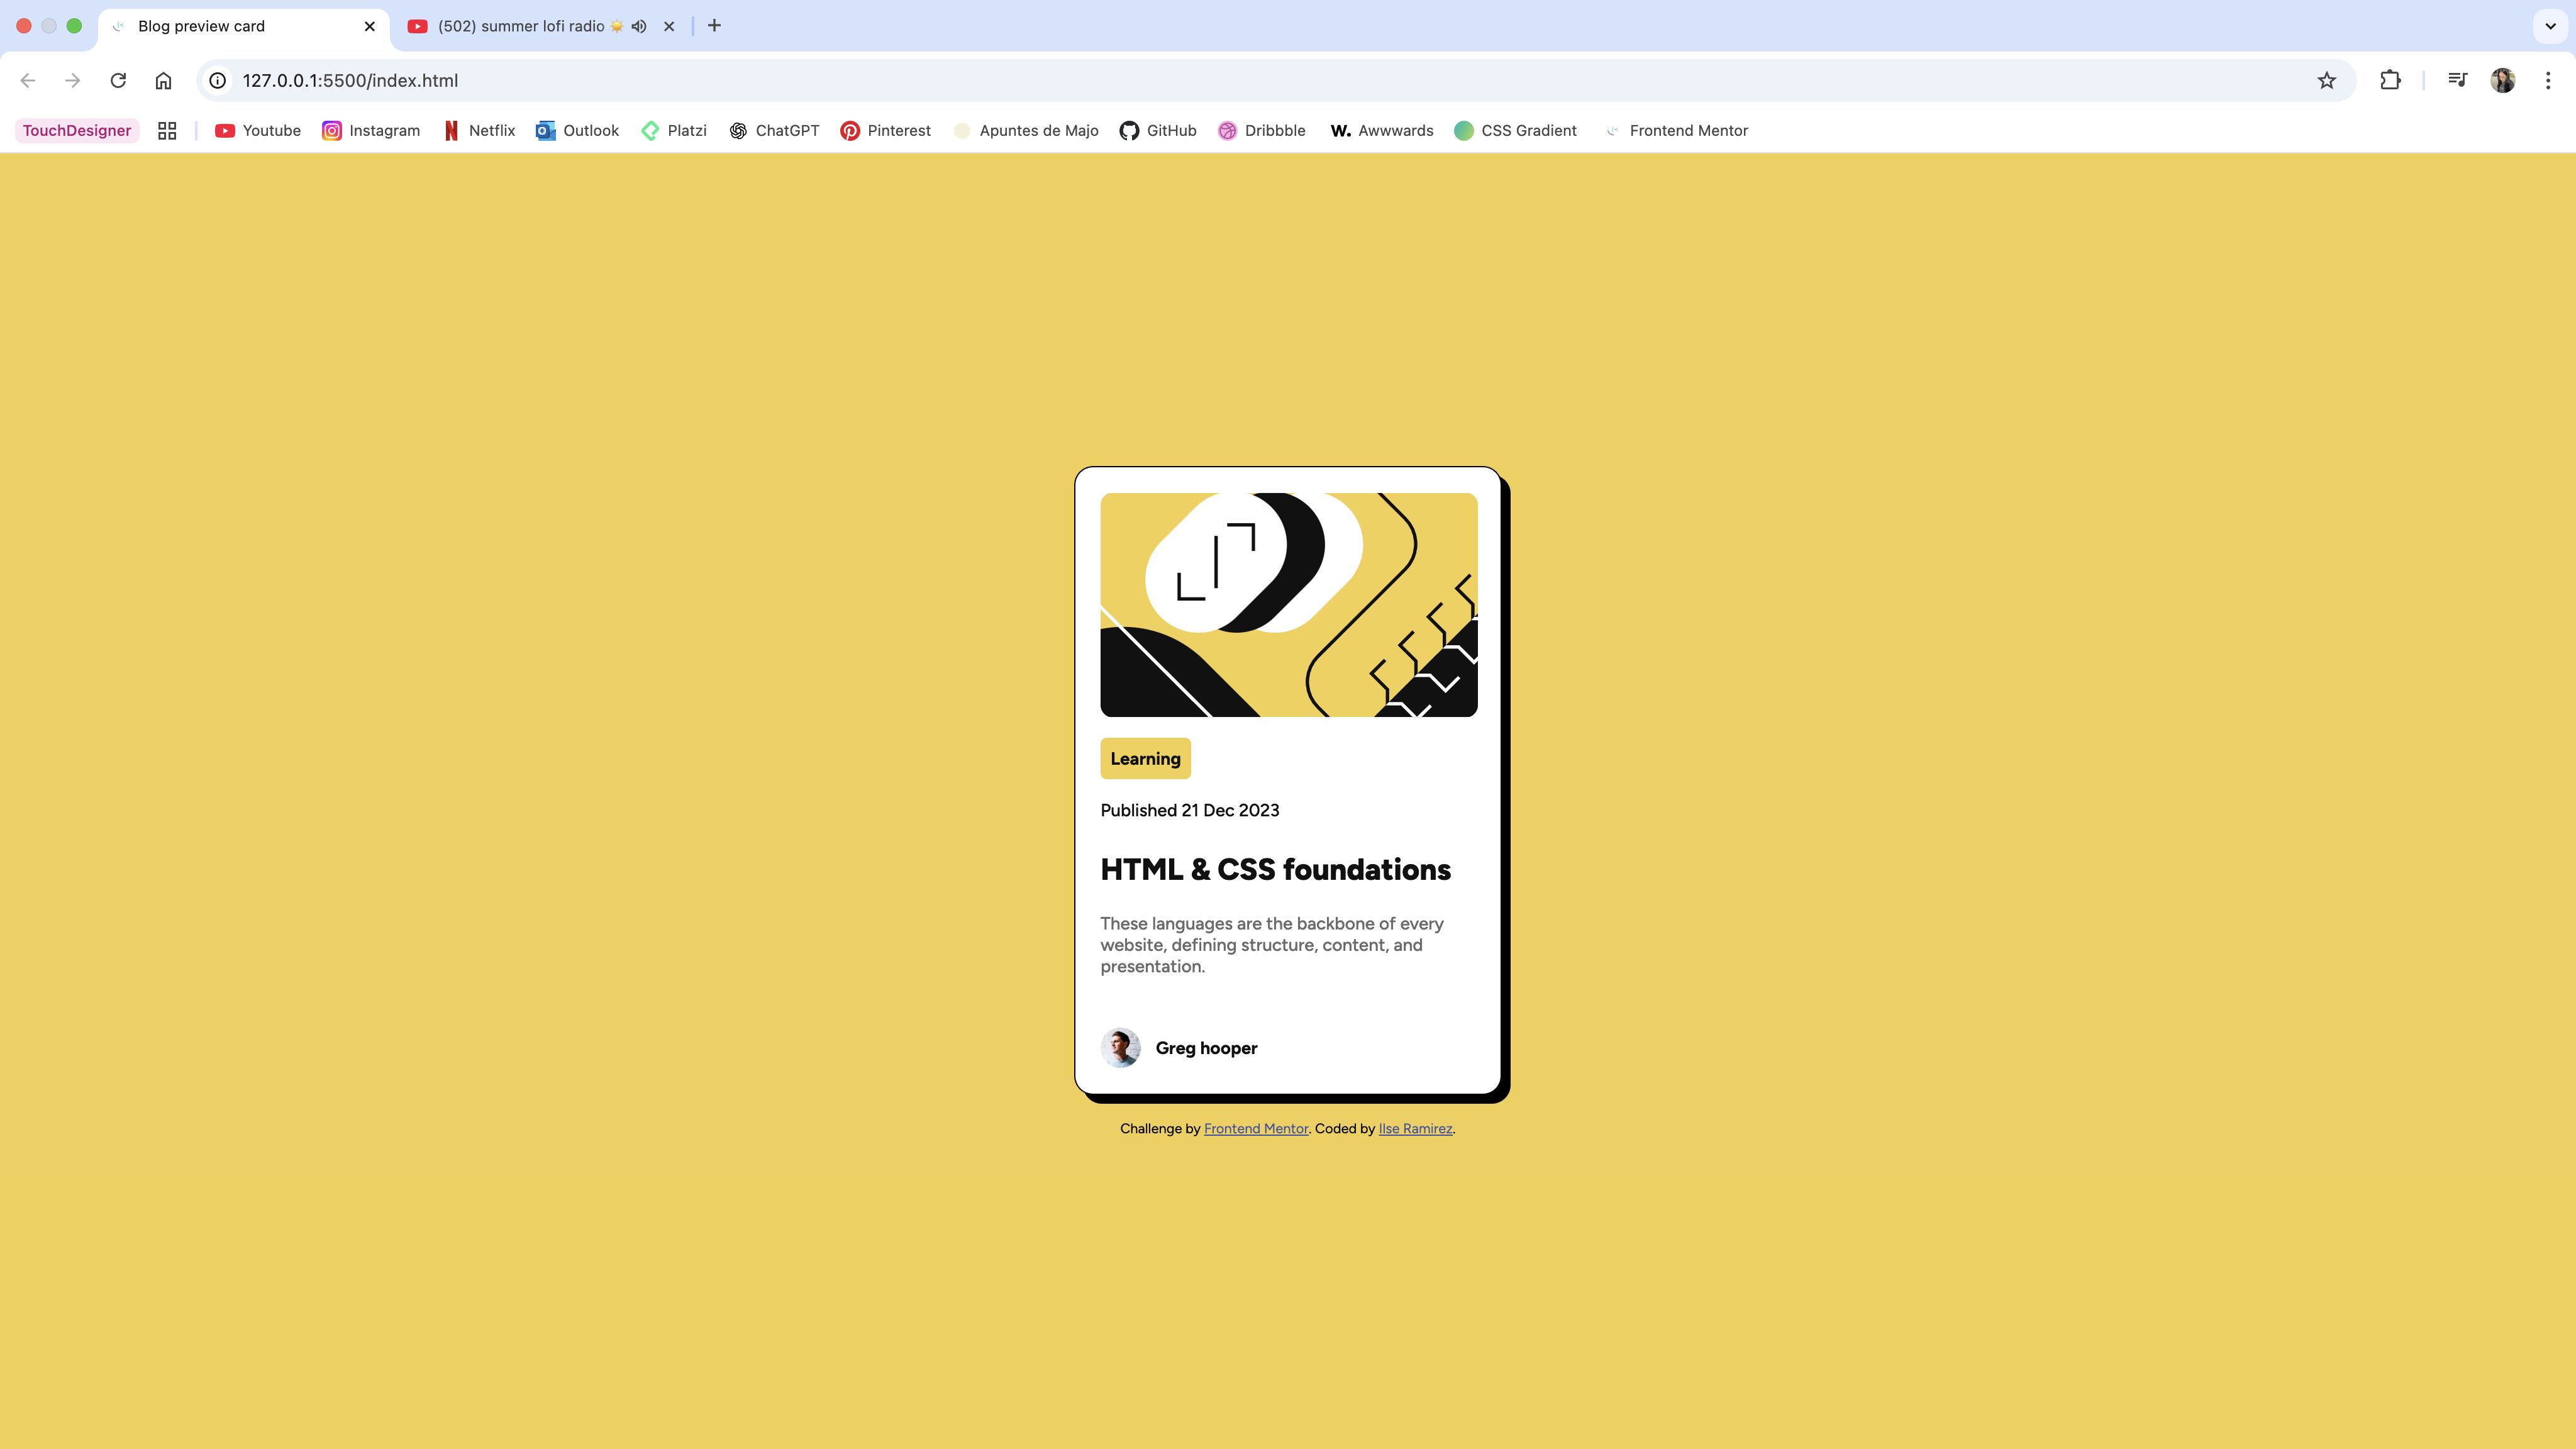 Blog preview card
(502) summer lofi radio ☀️
127.0.0.1:5500/index.html
TouchDesigner Youtube Instagram Netflix Outlook Platzi ChatGPT Pinterest Apuntes de Majo GitHub Dribbble W. Awwwards CSS Gradient Frontend Mentor
Learning
Published 21 Dec 2023
HTML & CSS foundations
These languages are the backbone of every
website, defining structure, content, and
presentation.
Greg hooper
Challenge by Frontend Mentor. Coded by Ilse Ramirez.